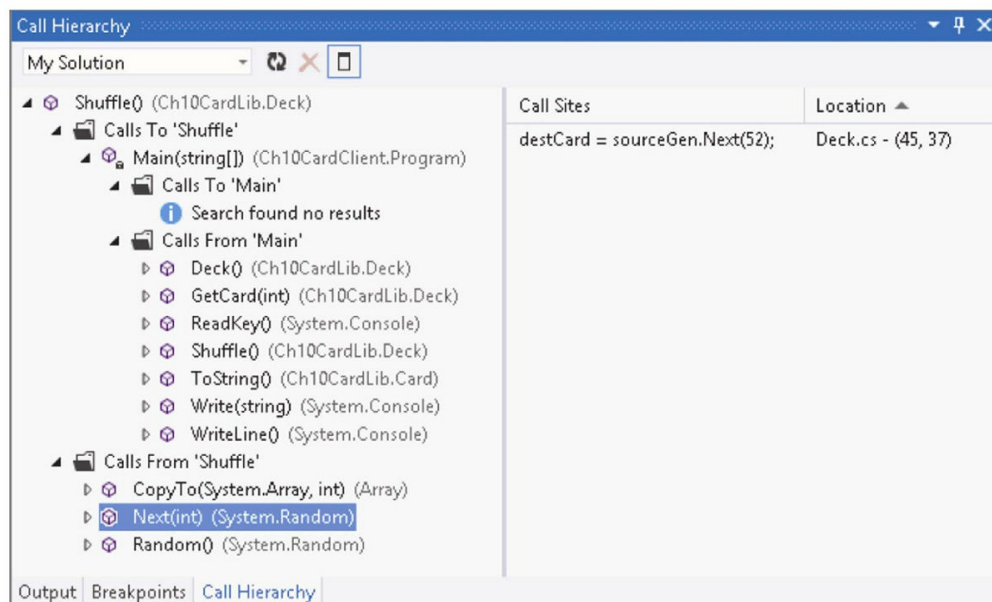 Call Hierarchy
My Solution
Shuffle() (Ch10CardLib.Deck)
Calls To 'Shuffle'
Main(string[]) (Ch10CardClient.Program)
Calls To 'Main'
Search found no results
Calls From 'Main'
Deck() (Ch10CardLib.Deck)
GetCard(int) (Ch10CardLib.Deck)
ReadKey() (System.Console)
Shuffle() (Ch10CardLib.Deck)
ToString() (Ch10CardLib.Card)
Write(string) (System.Console)
WriteLine() (System.Console)
Calls From 'Shuffle'
CopyTo(System.Array, int) (Array)
Next(int) (System.Random)
Random() (System.Random)
Call Sites Location
destCard = sourceGen.Next(52); Deck.cs - (45, 37)
Output Breakpoints Call Hierarchy